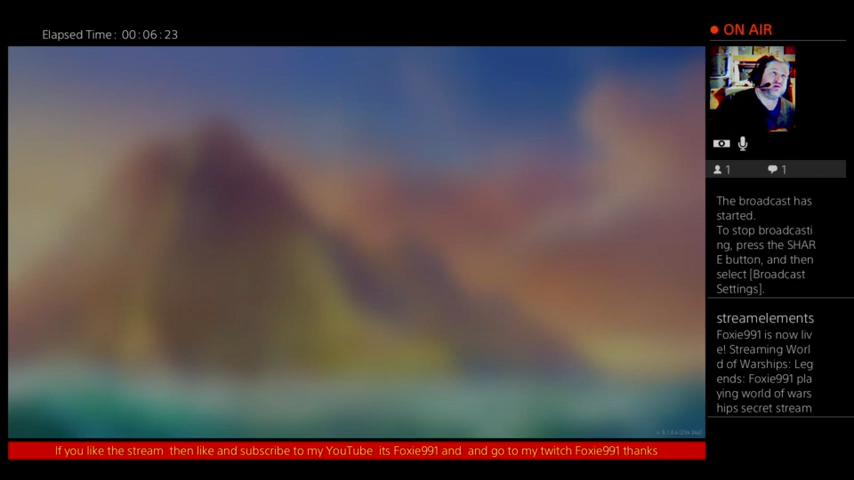 Elapsed Time: 00:06:23
ON AIR
1 1
The broadcast has
started.
To stop broadcasti
ng, press the SHAR
E button, and then
select [Broadcast
Settings].
streamelements
Foxie991 is now liv
e! Streaming Worl
d of Warships: Leg
ends: Foxie991 pla
ying world of wars
hips secret stream
If you like the stream then like and subscribe to my YouTube its Foxie991 and and go to my twitch Foxie991 thanks